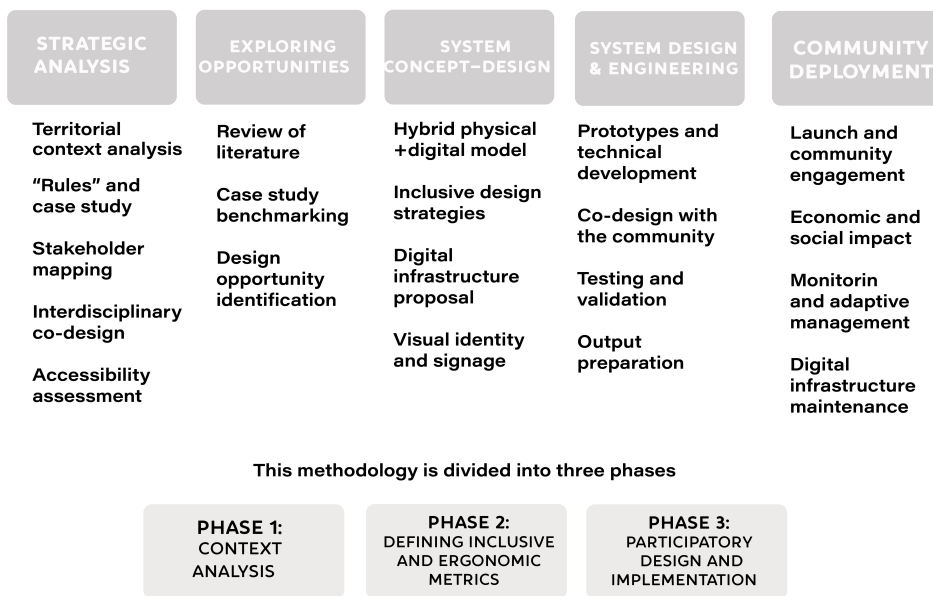 STRATEGIC
ANALYSIS
Territorial
context analysis
“Rules” and
case study
Stakeholder
mapping
Interdisciplinary
co-design
Accessibility
assessment
EXPLORING
OPPORTUNITIES
Review of
literature
Case study
benchmarking
Design
opportunity
identification
SYSTEM
CONCEPT-DESIGN
Hybrid physical
+digital model
Inclusive design
strategies
Digital
infrastructure
proposal
Visual identity
and signage
SYSTEM DESIGN
& ENGINEERING
Prototypes and
technical
development
Co-design with
the community
Testing and
validation
Output
preparation
COMMUNITY
DEPLOYMENT
Launch and
community
engagement
Economic and
social impact
Monitorin
and adaptive
management
Digital
infrastructure
maintenance
This methodology is divided into three phases
PHASE 1:
CONTEXT
ANALYSIS
PHASE 2:
DEFINING INCLUSIVE
AND ERGONOMIC
METRICS
PHASE 3:
PARTICIPATORY
DESIGN AND
IMPLEMENTATION